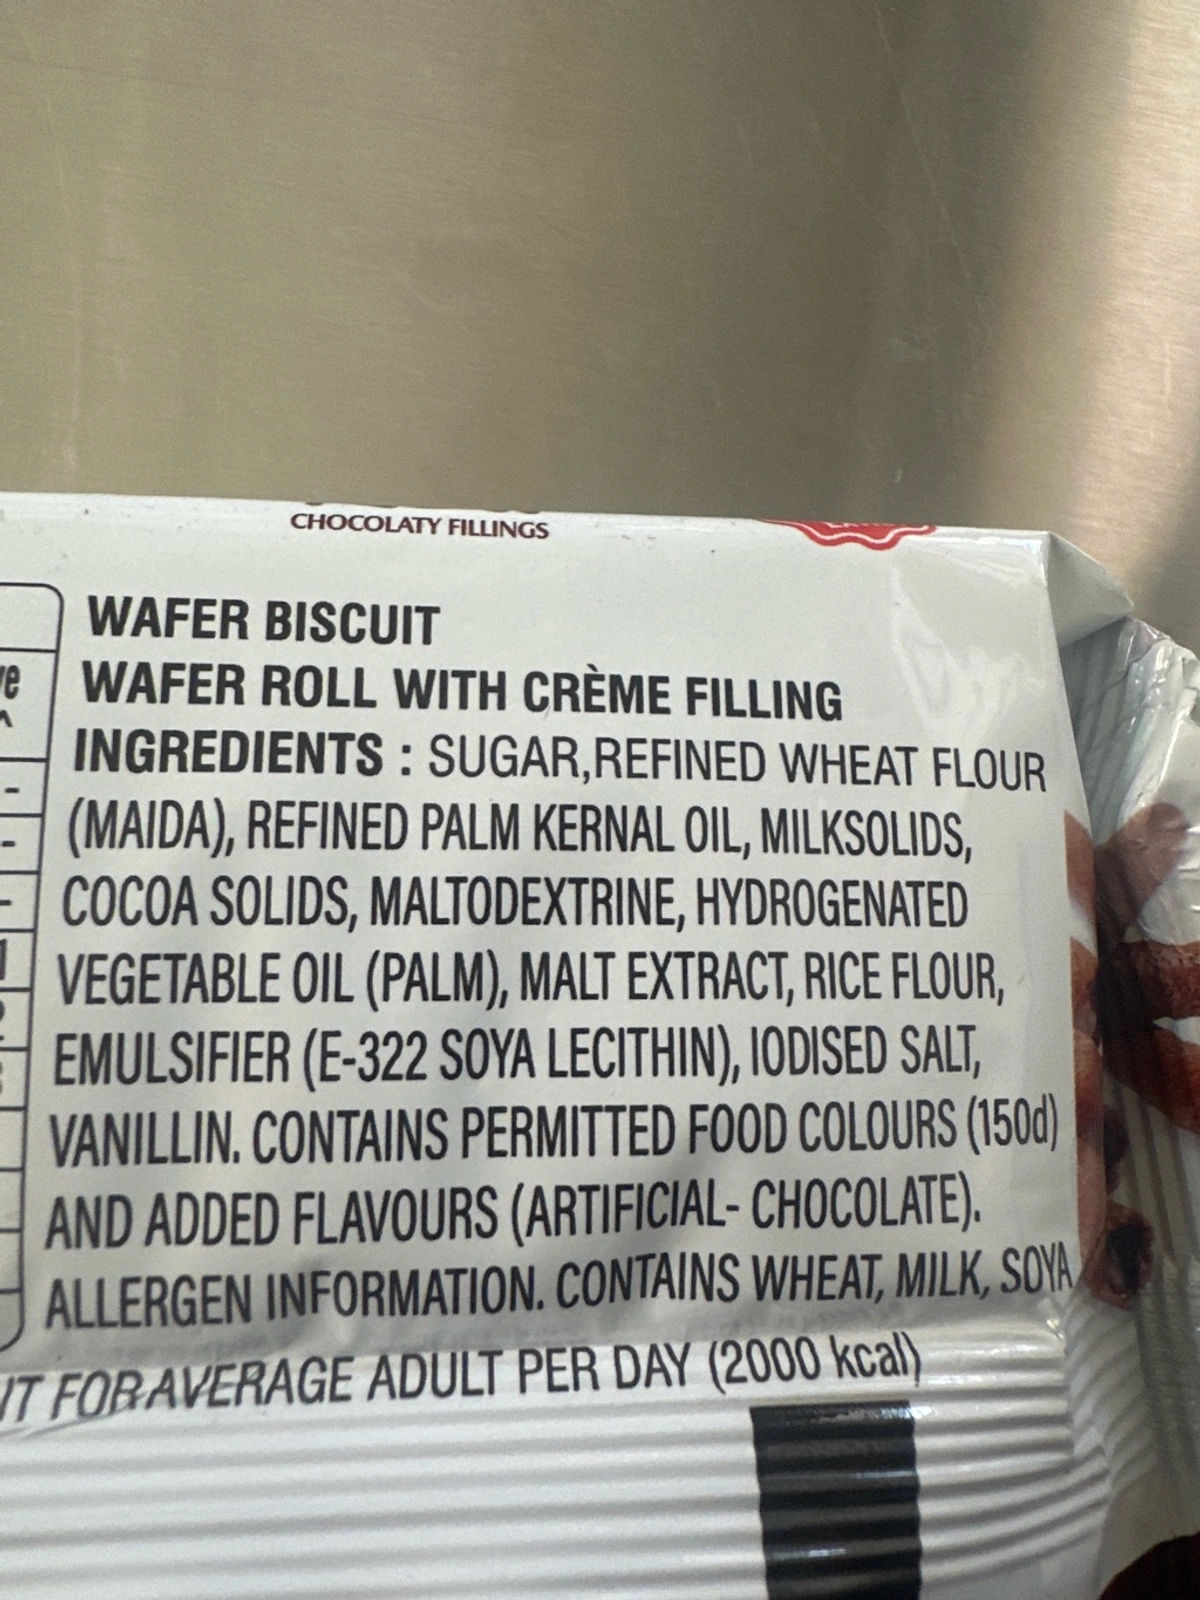 CHOCOLATY FILLINGS
WAFER BISCUIT
WAFER ROLL WITH CRÈME FILLING
INGREDIENTS : SUGAR,REFINED WHEAT FLOUR
(MAIDA), REFINED PALM KERNAL OIL, MILKSOLIDS,
COCOA SOLIDS, MALTODEXTRINE, HYDROGENATED
VEGETABLE OIL (PALM), MALT EXTRACT, RICE FLOUR,
EMULSIFIER (E-322 SOYA LECITHIN), IODISED SALT,
VANILLIN. CONTAINS PERMITTED FOOD COLOURS (150d)
AND ADDED FLAVOURS (ARTIFICIAL- CHOCOLATE).
ALLERGEN INFORMATION. CONTAINS WHEAT, MILK, SOYA
FOR AVERAGE ADULT PER DAY (2000 kcal)